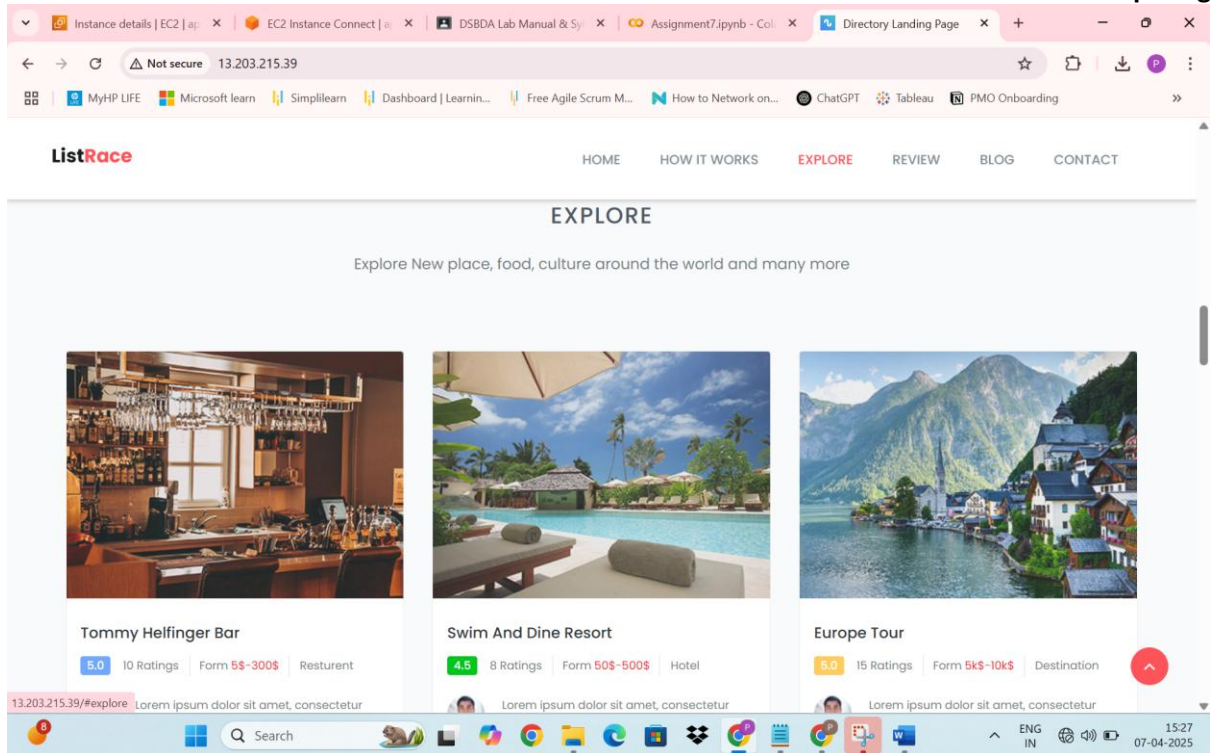 Instance details | EC2 | ap
EC2 Instance Connect | a
DSBDA Lab Manual & Sy
Assignment7.ipynb - Col
Directory Landing Page
Not secure
13.203.215.39
P
MyHP LIFE
Microsoft learn
Simplilearn
Dashboard | Learnin...
Free Agile Scrum M...
How to Network on...
ChatGPT
Tableau
PMO Onboarding
ListRace
HOME
HOW IT WORKS
EXPLORE
REVIEW
BLOG
CONTACT
EXPLORE
Explore New place, food, culture around the world and many more
Tommy Helfinger Bar
5.0 10 Ratings Form 5$-300$ Resturent
Lorem ipsum dolor sit amet, consectetur
Swim And Dine Resort
4.5 8 Ratings Form 50$-500$ Hotel
Lorem ipsum dolor sit amet, consectetur
Europe Tour
5.0 15 Ratings Form 5k$-10k$ Destination
Lorem ipsum dolor sit amet, consectetur
13.203.215.39/#explore
Search
ENG
IN
15:27
07-04-2025